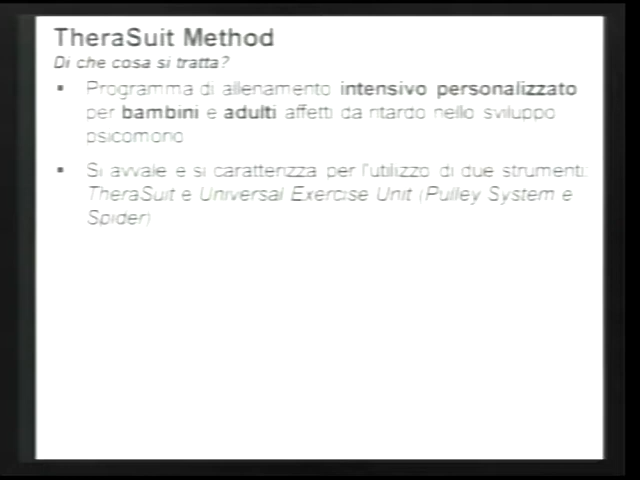 TheraSuit Method
Di che cosa si tratta?
▪ Programma di allenamento intensivo personalizzato
per bambini e adulti affetti da ritardo nello sviluppo
psicomotorio
▪ Si avvale e si caratterizza per l'utilizzo di due strumenti:
TheraSuit e Universal Exercise Unit (Pulley System e
Spider)